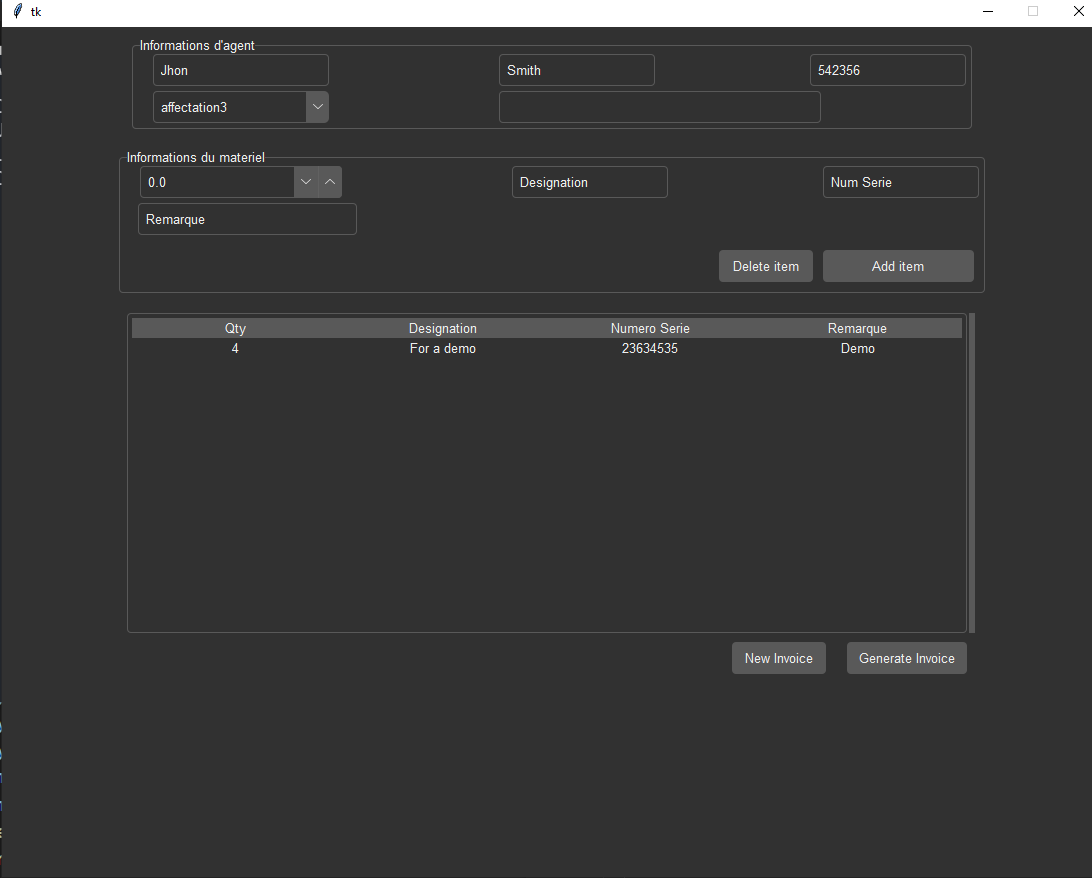 tk
Informations d'agent
Jhon Smith 542356
affectation3
Informations du materiel
0.0 Designation Num Serie
Remarque
Delete item Add item
Qty Designation Numero Serie Remarque
4 For a demo 23634535 Demo
New Invoice Generate Invoice